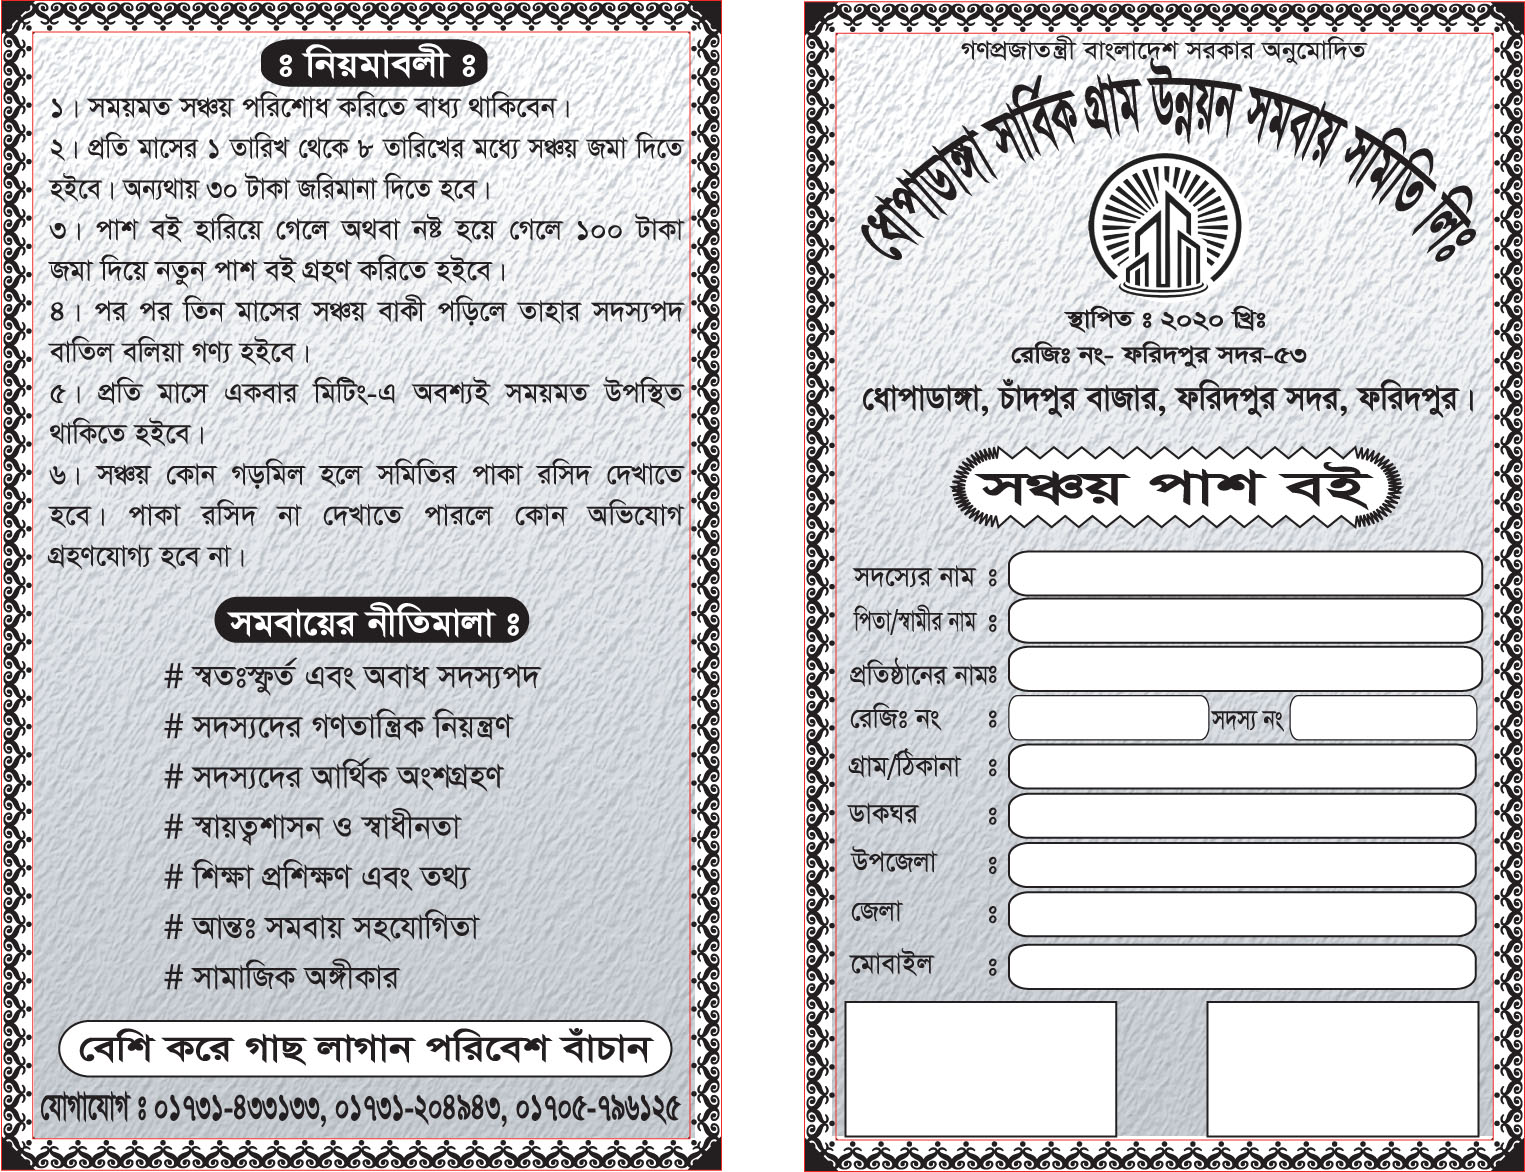 ঃ নিয়মাবলী ঃ
১। সময়মত সঞ্চয় পরিশোধ করিতে বাধ্য থাকিবেন।
২। প্রতি মাসের ১ তারিখ থেকে ৮ তারিখের মধ্যে সঞ্চয় জমা দিতে
হইবে। অন্যথায় ৩০ টাকা জরিমানা দিতে হবে।
৩। পাশ বই হারিয়ে গেলে অথবা নষ্ট হয়ে গেলে ১০০ টাকা
জমা দিয়ে নতুন পাশ বই গ্রহণ করিতে হইবে।
৪। পর পর তিন মাসের সঞ্চয় বাকী পড়িলে তাহার সদস্যপদ
বাতিল বলিয়া গণ্য হইবে।
৫। প্রতি মাসে একবার মিটিং-এ অবশ্যই সময়মত উপস্থিত
থাকিতে হইবে।
৬। সঞ্চয় কোন গড়মিল হলে সমিতির পাকা রসিদ দেখাতে
হবে। পাকা রসিদ না দেখাতে পারলে কোন অভিযোগ
গ্রহণযোগ্য হবে না।
সমবায়ের নীতিমালা ঃ
# স্বতঃস্ফুর্ত এবং অবাধ সদস্যপদ
# সদস্যদের গণতান্ত্রিক নিয়ন্ত্রণ
# সদস্যদের আর্থিক অংশগ্রহণ
# স্বায়ত্বশাসন ও স্বাধীনতা
# শিক্ষা প্রশিক্ষণ এবং তথ্য
# আন্তঃ সমবায় সহযোগিতা
# সামাজিক অঙ্গীকার
বেশি করে গাছ লাগান পরিবেশ বাঁচান
যোগাযোগ ঃ ০১৭৩১-৪৩৩১৩৩, ০১৭৩১-২০৪৯৪৩, ০১৭০৫-৭৯৬১২৫
গণপ্রজাতন্ত্রী বাংলাদেশ সরকার অনুমোদিত
ধোপাডাঙ্গা সার্বিক গ্রাম উন্নয়ন সমবায় সমিতি লিঃ
স্থাপিত ঃ ২০২০ খ্রিঃ
রেজিঃ নং- ফরিদপুর সদর-৫৩
ধোপাডাঙ্গা, চাঁদপুর বাজার, ফরিদপুর সদর, ফরিদপুর।
সঞ্চয় পাশ বই
সদস্যের নাম ঃ
পিতা/স্বামীর নাম ঃ
প্রতিষ্ঠানের নামঃ
রেজিঃ নং ঃ সদস্য নং
গ্রাম/ঠিকানা ঃ
ডাকঘর ঃ
উপজেলা ঃ
জেলা ঃ
মোবাইল ঃ